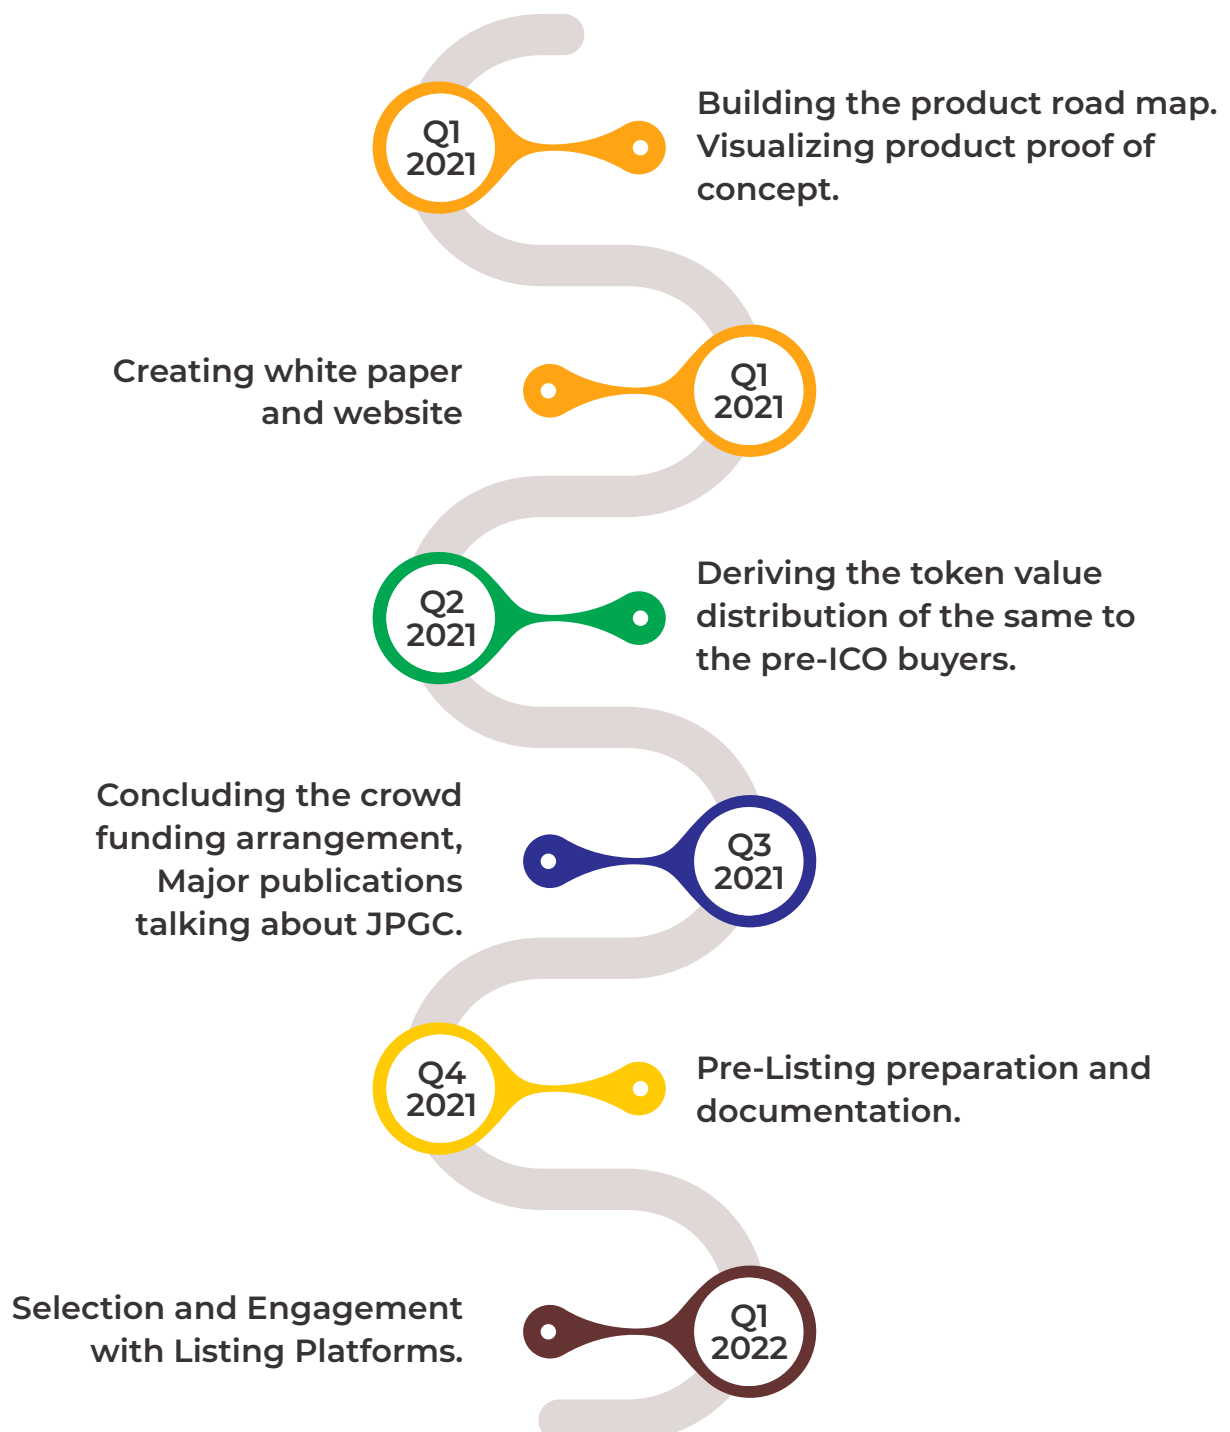 Q1
2021
Building the product road map.
Visualizing product proof of
concept.
Creating white paper
and website
Q1
2021
Q2
2021
Deriving the token value
distribution of the same to
the pre-ICO buyers.
Concluding the crowd
funding arrangement,
Major publications
talking about JPGC.
Q3
2021
Q4
2021
Pre-Listing preparation and
documentation.
Selection and Engagement
with Listing Platforms.
Q1
2022